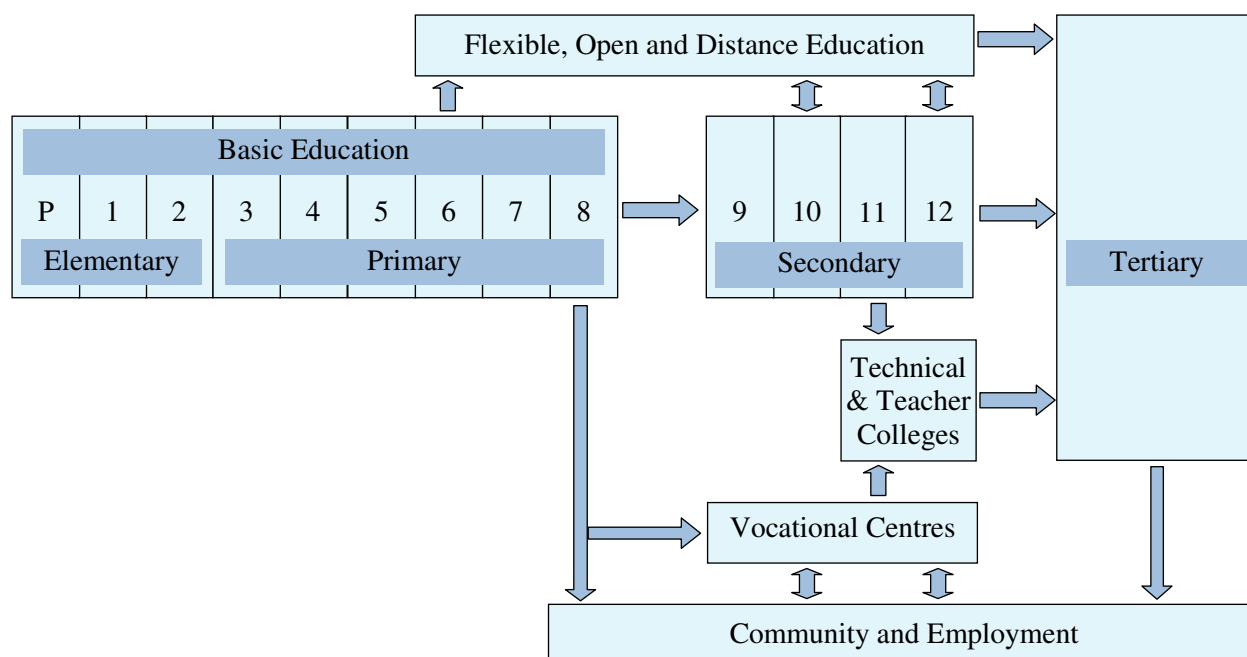 Flexible, Open and Distance Education
Basic Education
P 1 2 3 4 5 6 7 8
Elementary
Primary
9 10 11 12
Secondary
Tertiary
Technical
& Teacher
Colleges
Vocational Centres
Community and Employment